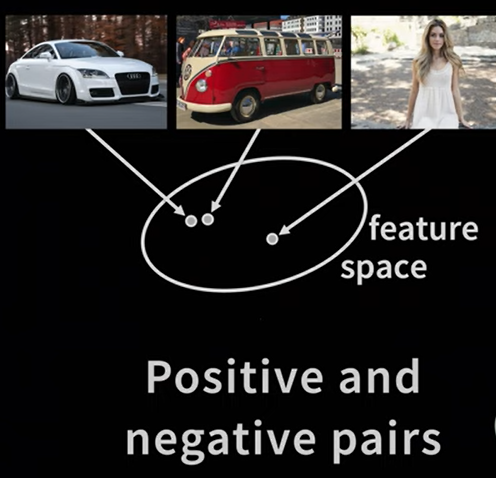 feature
space
Positive and
negative pairs